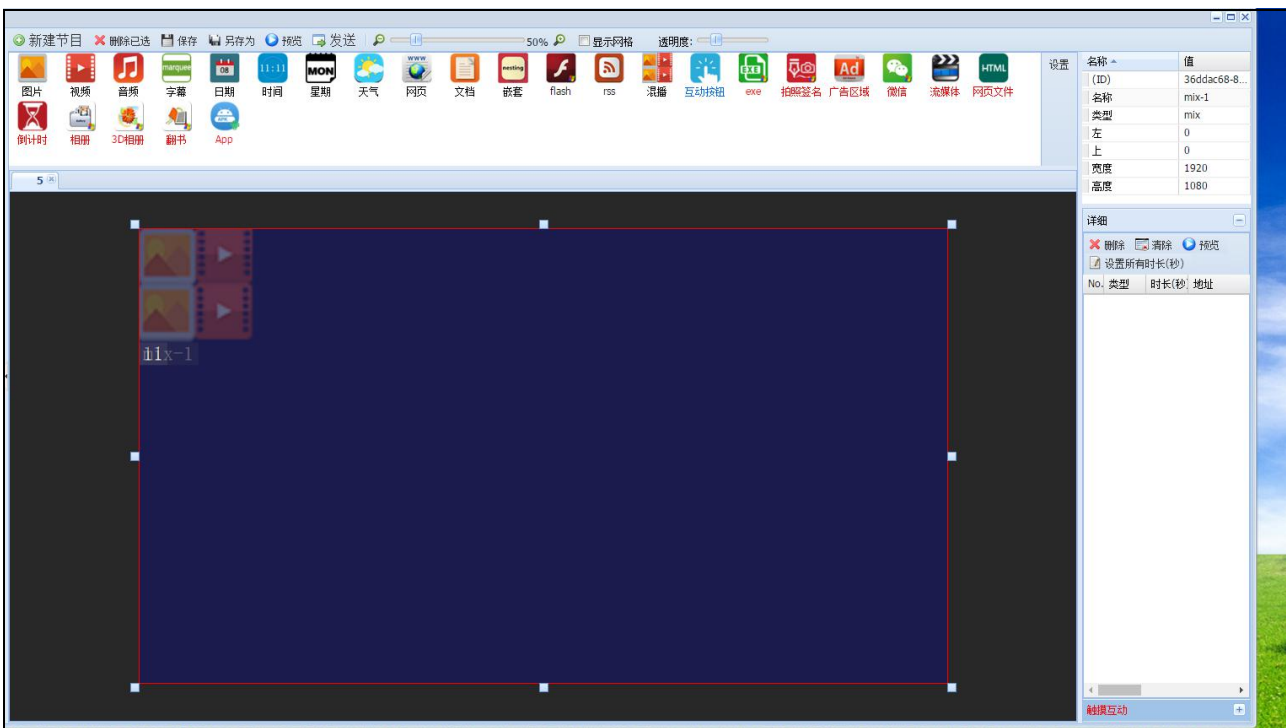 新建节目 删除已选 保存 另存为 预览 发送 50% 显示网格 透明度:
marquee 08 11:11 MON WWW nesting EXE Ad HTML
图片 视频 音频 字幕 日期 时间 星期 天气 网页 文档 嵌套 flash rss 混播 互动按钮 exe 拍照签名 广告区域 微信 流媒体 网页文件
倒计时 相册 3D相册 翻书 App
设置
5
mix-1
名称 值
(ID) 36ddac68-8...
名称 mix-1
类型 mix
左 0
上 0
宽度 1920
高度 1080
详细
删除 清除 预览
设置所有时长(秒)
No. 类型 时长(秒) 地址
触摸互动